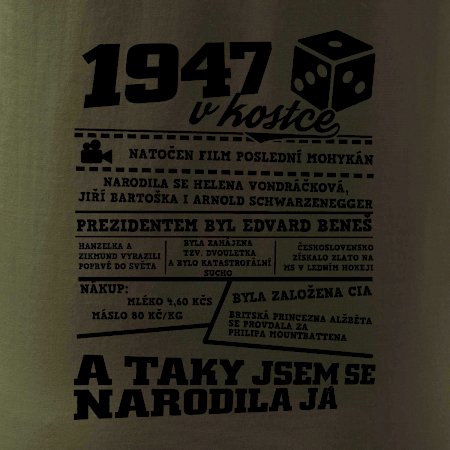 1947
v kostce
NATOČEN FILM POSLEDNÍ MOHYKÁN
NARODILA SE HELENA VONDRÁČKOVÁ,
JIŘÍ BARTOŠKA I ARNOLD SCHWARZENEGGER
PREZIDENTEM BYL EDVARD BENEŠ
HANZELKA A
ZIKMUND VYRAZILI
POPRVÉ DO SVĚTA
BYLA ZAHÁJENA
TZV. DVOULETKA
A BYLO KATASTROFÁLNÍ
SUCHO
ČESKOSLOVENSKO
ZÍSKALO ZLATO NA
MS V LEDNÍM HOKEJI
NÁKUP:
MLÉKO 4,60 KČS
MÁSLO 80 KČ/KG
BYLA ZALOŽENA CIA
BRITSKÁ PRINCEZNA ALŽBĚTA
SE PROVDALA ZA
PHILIPA MOUNTBATTENA
A TAKY JSEM SE
NARODILA JÁ